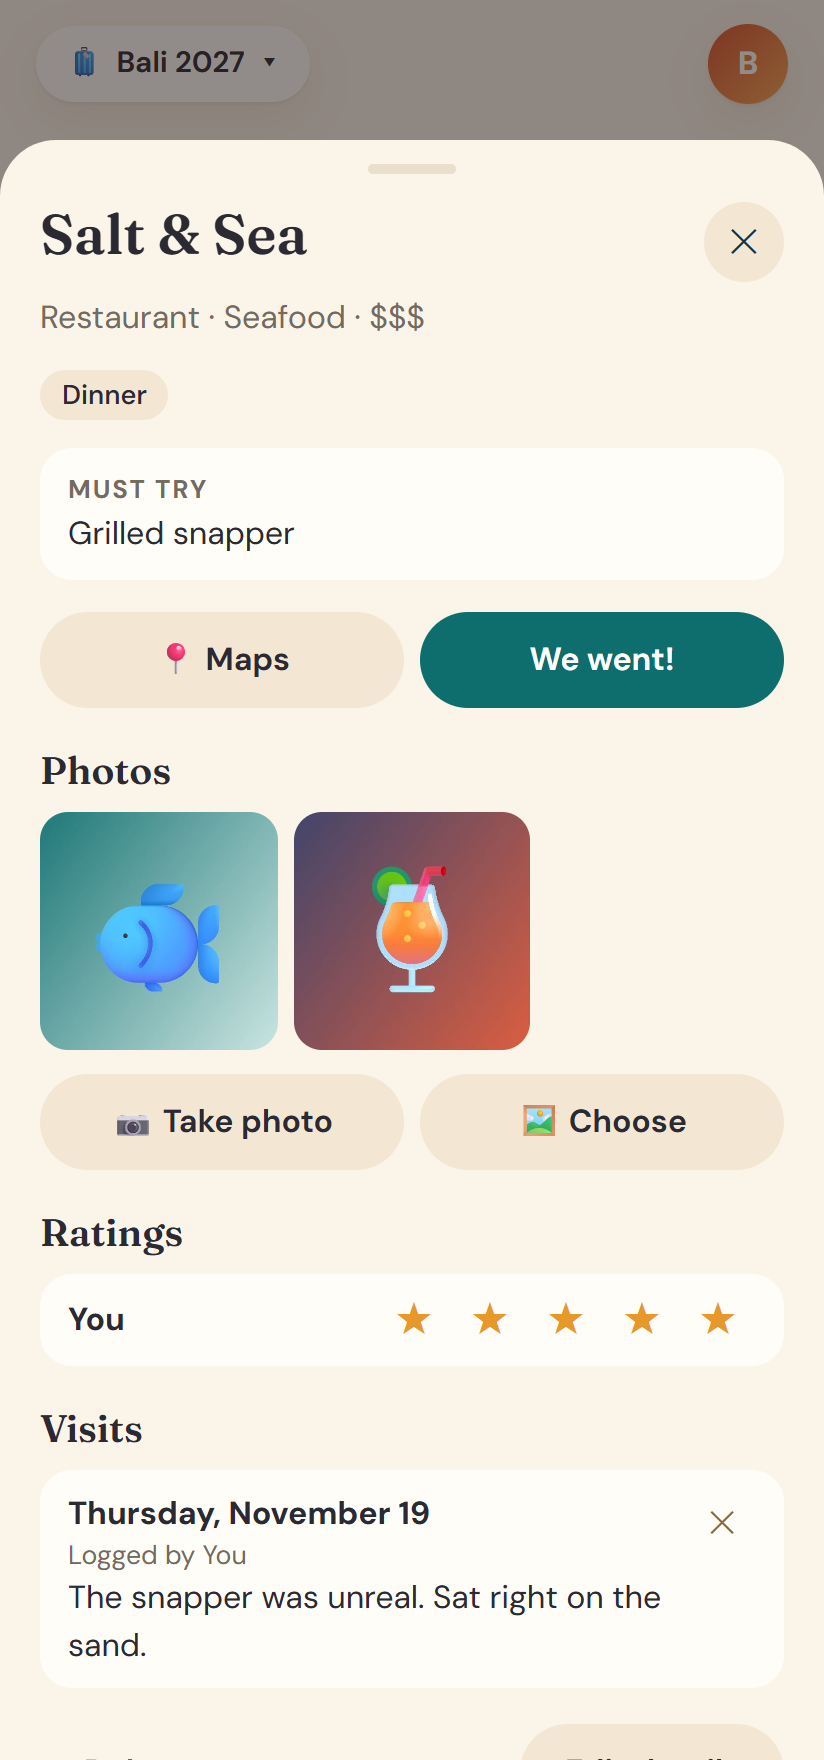 Bali 2027
B
Salt & Sea
Restaurant · Seafood · $$$
Dinner
MUST TRY
Grilled snapper
Maps
We went!
Photos
Take photo
Choose
Ratings
You
Visits
Thursday, November 19
Logged by You
The snapper was unreal. Sat right on the
sand.